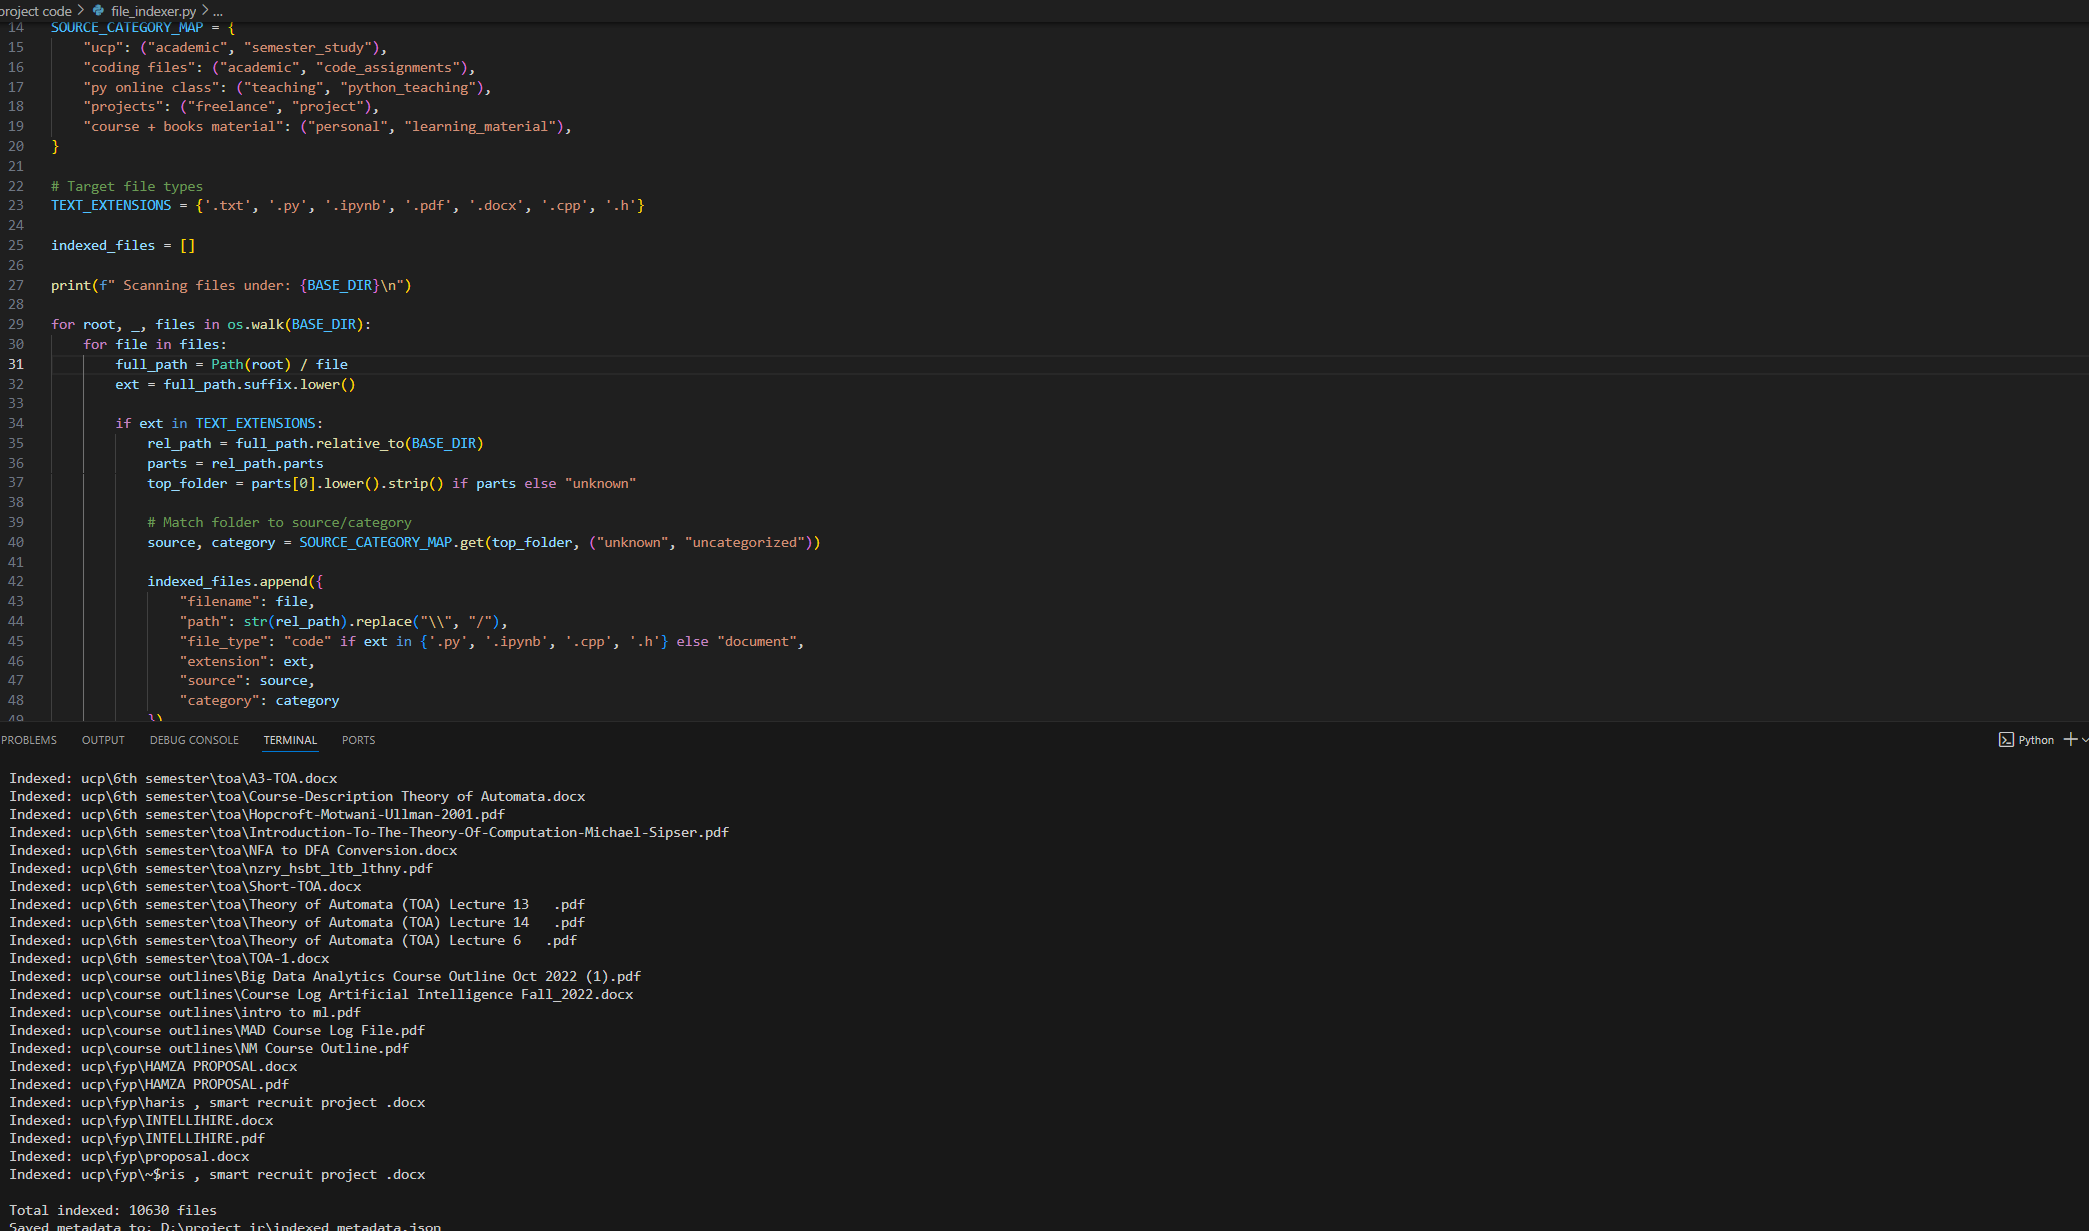 project code > file_indexer.py > ...
14 SOURCE_CATEGORY_MAP = {
15     "ucp": ("academic", "semester_study"),
16     "coding files": ("academic", "code_assignments"),
17     "py online class": ("teaching", "python_teaching"),
18     "projects": ("freelance", "project"),
19     "course + books material": ("personal", "learning_material"),
20 }
21
22 # Target file types
23 TEXT_EXTENSIONS = {'.txt', '.py', '.ipynb', '.pdf', '.docx', '.cpp', '.h'}
24
25 indexed_files = []
26
27 print(f" Scanning files under: {BASE_DIR}\n")
28
29 for root, _, files in os.walk(BASE_DIR):
30     for file in files:
31         full_path = Path(root) / file
32         ext = full_path.suffix.lower()
33
34         if ext in TEXT_EXTENSIONS:
35             rel_path = full_path.relative_to(BASE_DIR)
36             parts = rel_path.parts
37             top_folder = parts[0].lower().strip() if parts else "unknown"
38
39             # Match folder to source/category
40             source, category = SOURCE_CATEGORY_MAP.get(top_folder, ("unknown", "uncategorized"))
41
42             indexed_files.append({
43                 "filename": file,
44                 "path": str(rel_path).replace("\\", "/"),
45                 "file_type": "code" if ext in {'.py', '.ipynb', '.cpp', '.h'} else "document",
46                 "extension": ext,
47                 "source": source,
48                 "category": category
49             })
PROBLEMS OUTPUT DEBUG CONSOLE TERMINAL PORTS Python
Indexed: ucp\6th semester\toa\A3-TOA.docx
Indexed: ucp\6th semester\toa\Course-Description Theory of Automata.docx
Indexed: ucp\6th semester\toa\Hopcroft-Motwani-Ullman-2001.pdf
Indexed: ucp\6th semester\toa\Introduction-To-The-Theory-Of-Computation-Michael-Sipser.pdf
Indexed: ucp\6th semester\toa\NFA to DFA Conversion.docx
Indexed: ucp\6th semester\toa\nzry_hsbt_ltb_lthny.pdf
Indexed: ucp\6th semester\toa\Short-TOA.docx
Indexed: ucp\6th semester\toa\Theory of Automata (TOA) Lecture 13   .pdf
Indexed: ucp\6th semester\toa\Theory of Automata (TOA) Lecture 14   .pdf
Indexed: ucp\6th semester\toa\Theory of Automata (TOA) Lecture 6   .pdf
Indexed: ucp\6th semester\toa\TOA-1.docx
Indexed: ucp\course outlines\Big Data Analytics Course Outline Oct 2022 (1).pdf
Indexed: ucp\course outlines\Course Log Artificial Intelligence Fall_2022.docx
Indexed: ucp\course outlines\intro to ml.pdf
Indexed: ucp\course outlines\MAD Course Log File.pdf
Indexed: ucp\course outlines\NM Course Outline.pdf
Indexed: ucp\fyp\HAMZA PROPOSAL.docx
Indexed: ucp\fyp\HAMZA PROPOSAL.pdf
Indexed: ucp\fyp\haris , smart recruit project .docx
Indexed: ucp\fyp\INTELLIHIRE.docx
Indexed: ucp\fyp\INTELLIHIRE.pdf
Indexed: ucp\fyp\proposal.docx
Indexed: ucp\fyp\~$ris , smart recruit project .docx
Total indexed: 10630 files
Saved metadata to: D:\project_ir\indexed_metadata.json